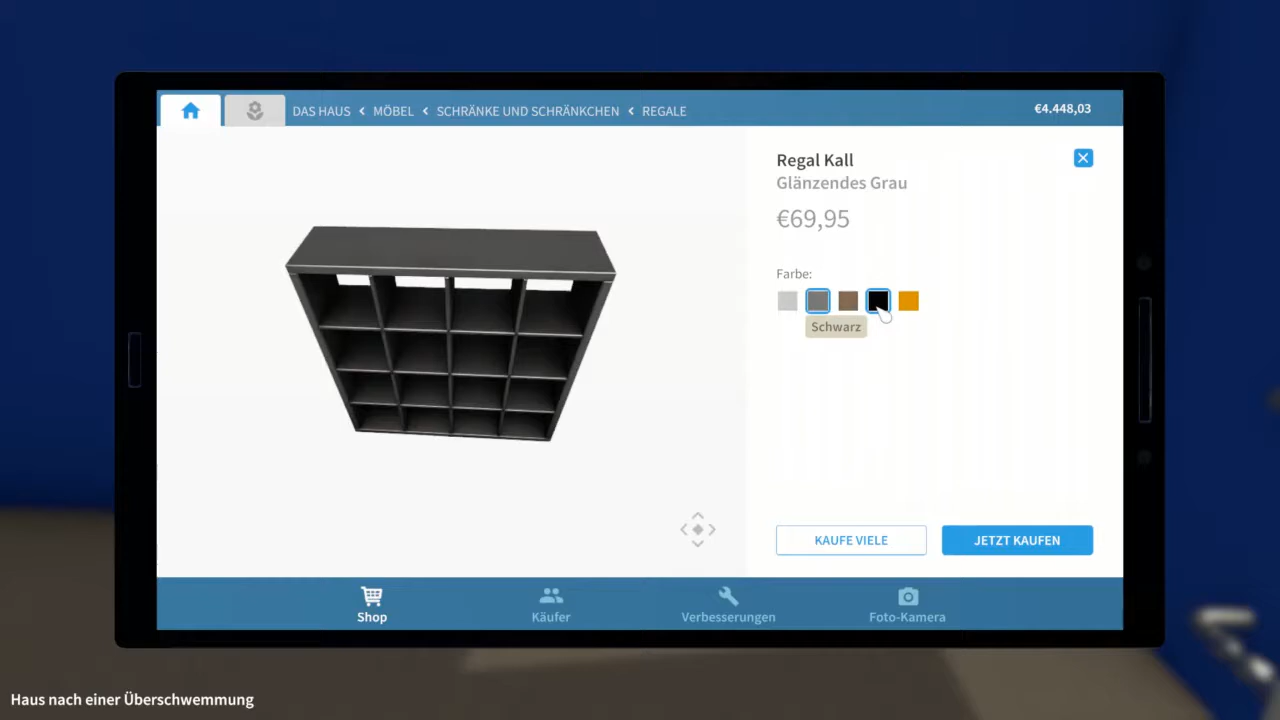 DAS HAUS < MÖBEL < SCHRÄNKE UND SCHRÄNKCHEN < REGALE
€4.448,03
Regal Kall
Glänzendes Grau
€69,95
Farbe:
Schwarz
KAUFE VIELE
JETZT KAUFEN
Shop
Käufer
Verbesserungen
Foto-Kamera
Haus nach einer Überschwemmung